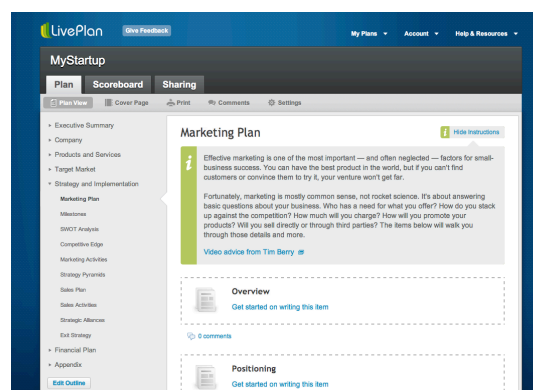 LivePlan
Give Feedback
My Plans
Account
Help & Resources
MyStartup
Plan
Scoreboard
Sharing
Plan View
Cover Page
Print
Comments
Settings
Executive Summary
Company
Products and Services
Target Market
Strategy and Implementation
Marketing Plan
Milestones
SWOT Analysis
Competitive Edge
Marketing Activities
Strategy Pyramids
Sales Plan
Sales Activities
Strategic Alliances
Exit Strategy
Financial Plan
Appendix
Edit Outline
Marketing Plan
Hide Instructions
Effective marketing is one of the most important — and often neglected — factors for small-
business success. You can have the best product in the world, but if you can't find
customers or convince them to try it, your venture won't get far.
Fortunately, marketing is mostly common sense, not rocket science. It's about answering
basic questions about your business. Who has a need for what you offer? How do you stack
up against the competition? How much will you charge? How will you promote your
products? Will you sell directly or through third parties? The items below will walk you
through those details and more.
Video advice from Tim Berry
Overview
Get started on writing this item
0 comments
Positioning
Get started on writing this item